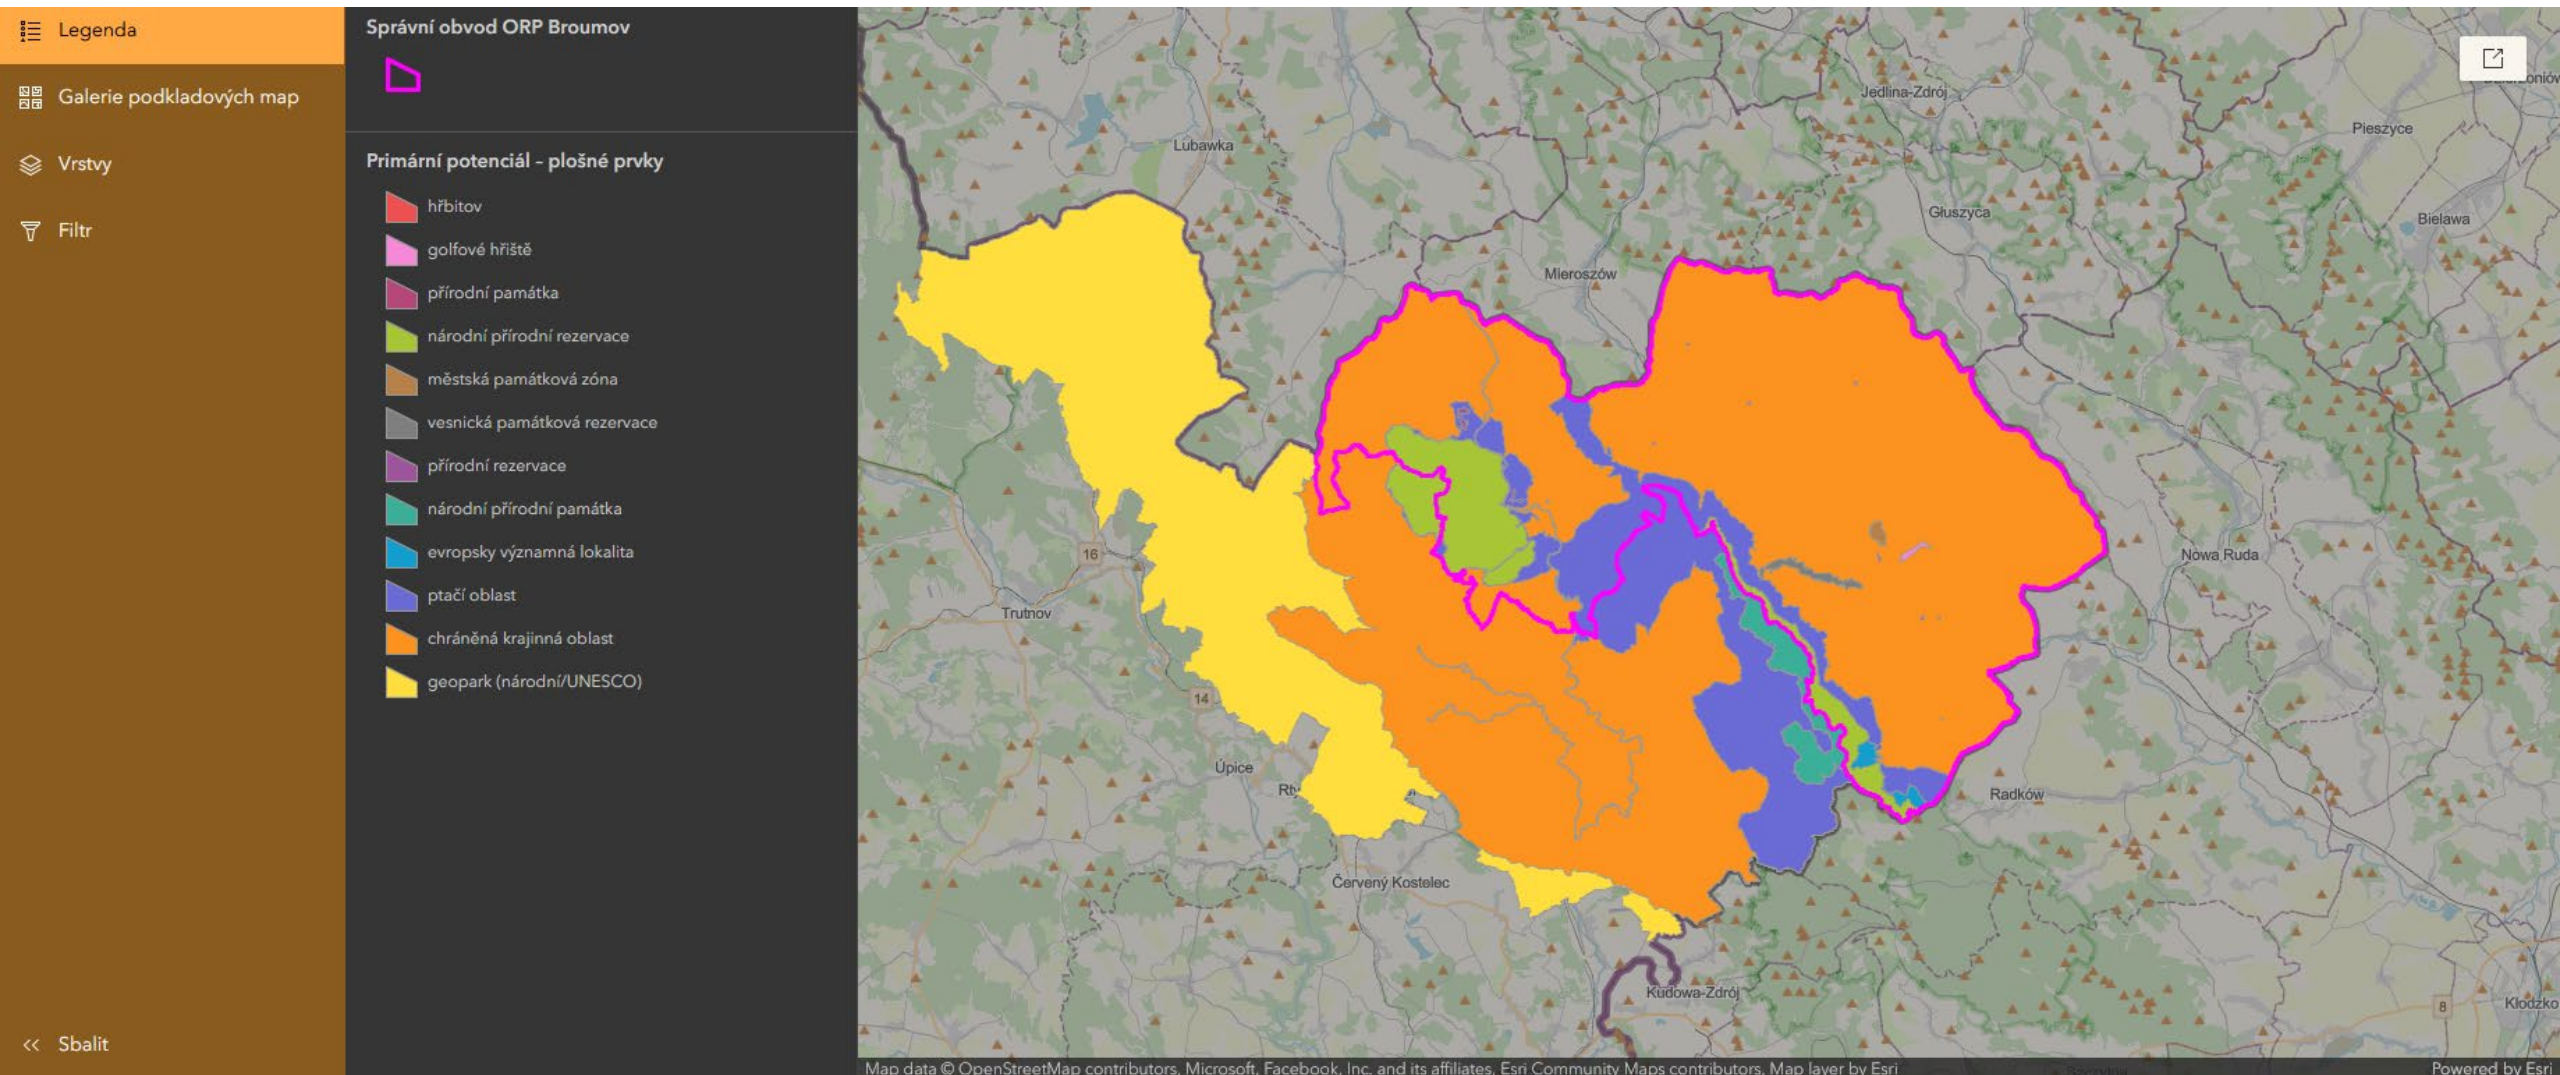 Legenda
Galerie podkladových map
Vrstvy
Filtr
Sbalit
Správní obvod ORP Broumov
Primární potenciál – plošné prvky
hřbitov
golfové hřiště
přírodní památka
národní přírodní rezervace
městská památková zóna
vesnická památková rezervace
přírodní rezervace
národní přírodní památka
evropsky významná lokalita
ptačí oblast
chráněná krajinná oblast
geopark (národní/UNESCO)
Jedlina-Zdrój
Pieszyce
Lubawka
Głuszyca
Bielawa
Mieroszów
16
Nowa Ruda
Trutnov
14
Úpice
Radków
Červený Kostelec
Kudowa-Zdrój
8
Kłodzko
Map data © OpenStreetMap contributors, Microsoft, Facebook, Inc. and its affiliates, Esri Community Maps contributors, Map layer by Esri
Powered by Esri